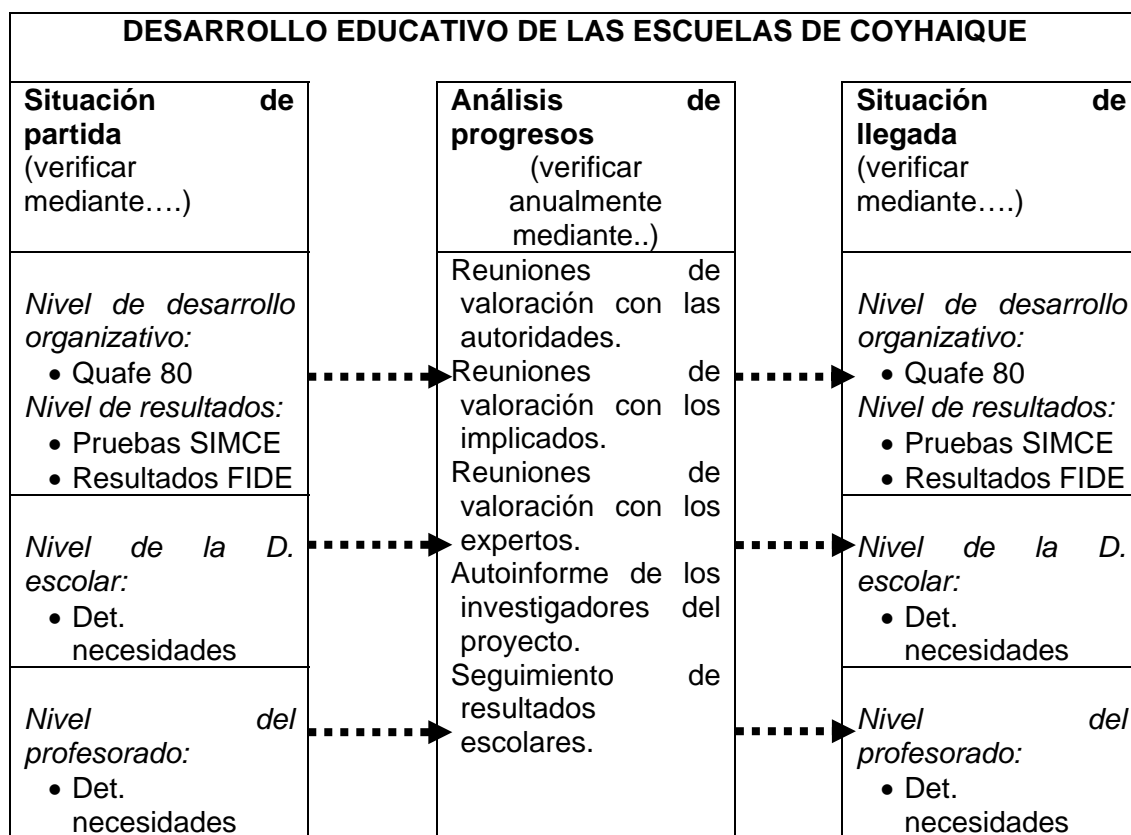 DESARROLLO EDUCATIVO DE LAS ESCUELAS DE COYHAIQUE
Situación de
partida
(verificar
mediante….)
Nivel de desarrollo
organizativo:
• Quafe 80
Nivel de resultados:
• Pruebas SIMCE
• Resultados FIDE
Nivel de la D.
escolar:
• Det.
necesidades
Nivel del
profesorado:
• Det.
necesidades
Análisis de
progresos
(verificar
anualmente
mediante..)
Reuniones de
valoración con las
autoridades.
Reuniones de
valoración con los
implicados.
Reuniones de
valoración con los
expertos.
Autoinforme de los
investigadores del
proyecto.
Seguimiento de
resultados
escolares.
Situación de
llegada
(verificar
mediante….)
Nivel de desarrollo
organizativo:
• Quafe 80
Nivel de resultados:
• Pruebas SIMCE
• Resultados FIDE
Nivel de la D.
escolar:
• Det.
necesidades
Nivel del
profesorado:
• Det.
necesidades